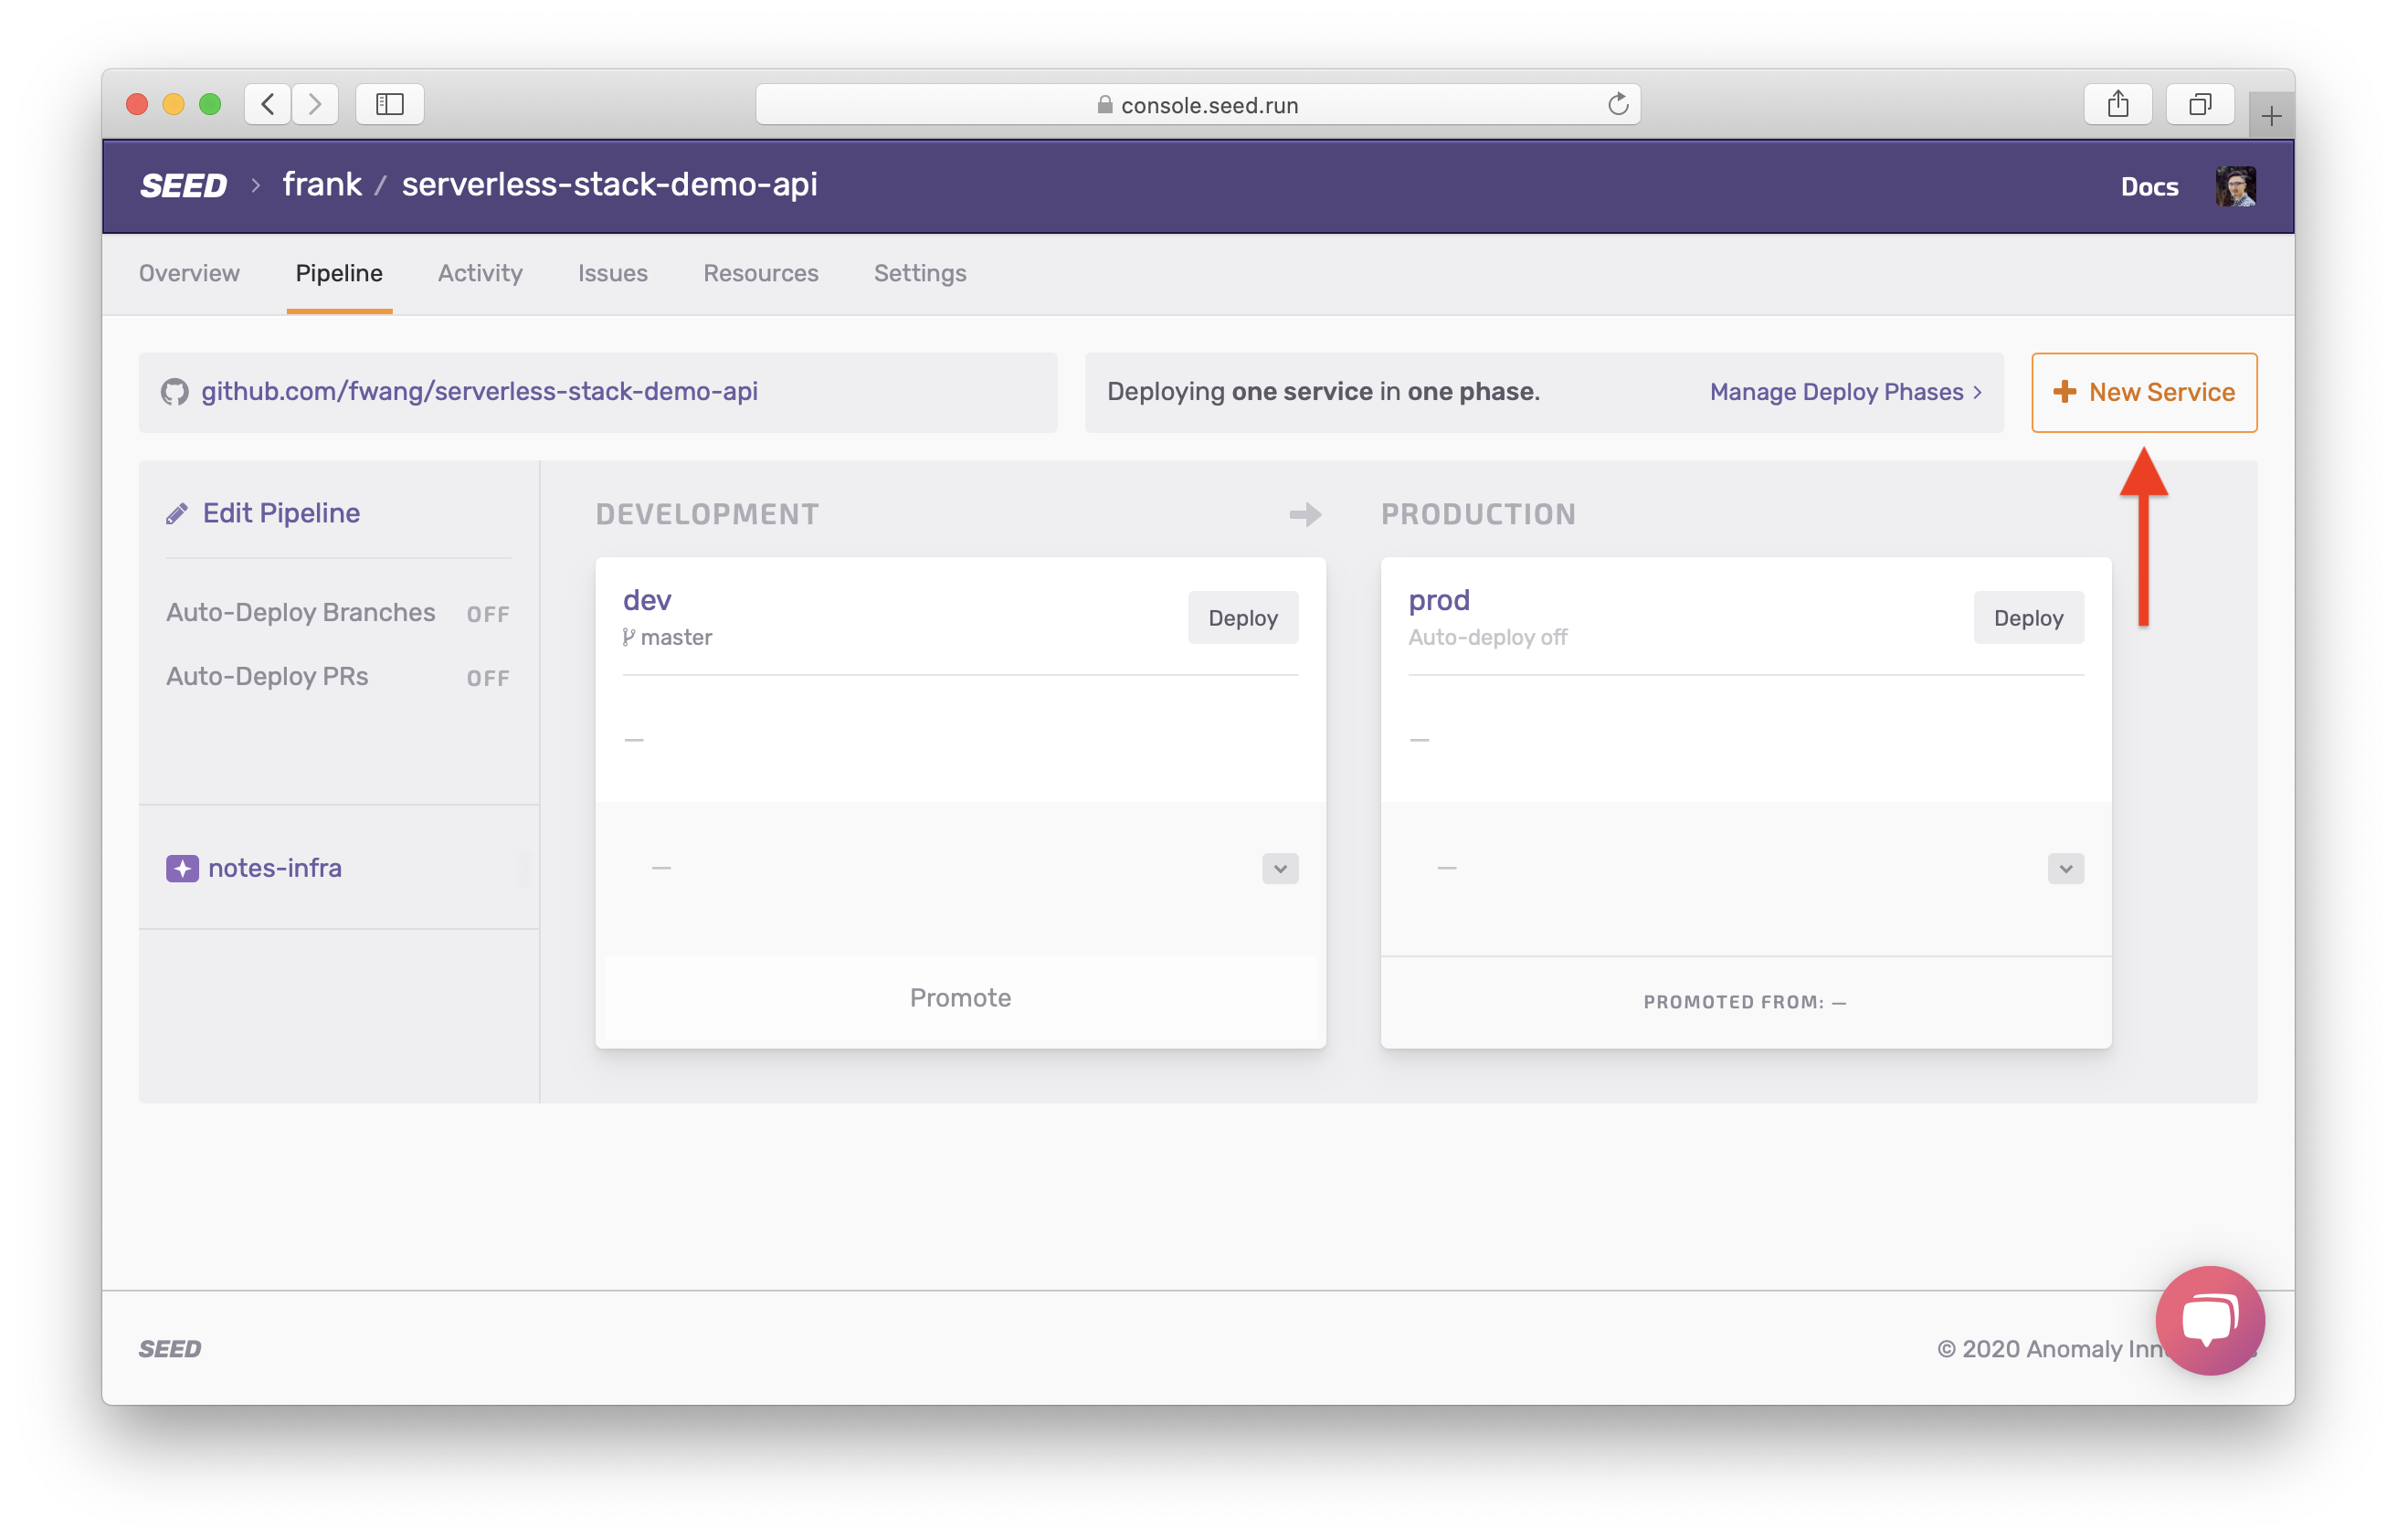 console.seed.run
SEED > frank / serverless-stack-demo-api
Docs
Overview Pipeline Activity Issues Resources Settings
github.com/fwang/serverless-stack-demo-api
Deploying one service in one phase.
Manage Deploy Phases >
+ New Service
Edit Pipeline
Auto-Deploy Branches OFF
Auto-Deploy PRs OFF
notes-infra
DEVELOPMENT
dev
master
Deploy
—
—
Promote
PRODUCTION
prod
Auto-deploy off
Deploy
—
—
PROMOTED FROM: —
SEED
© 2020 Anomaly